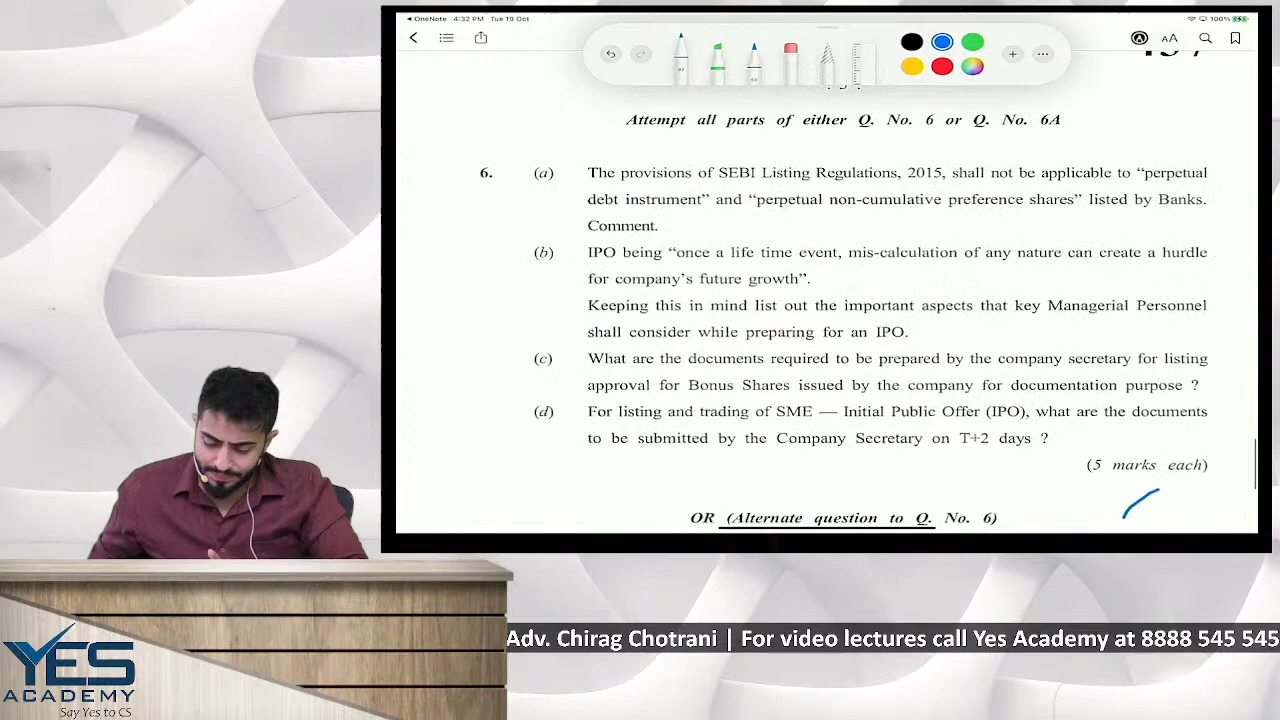 OneNote 4:32 PM Tue 19 Oct
100%
AA
Attempt all parts of either Q. No. 6 or Q. No. 6A
6. (a) The provisions of SEBI Listing Regulations, 2015, shall not be applicable to “perpetual
debt instrument” and “perpetual non-cumulative preference shares” listed by Banks.
Comment.
(b) IPO being “once a life time event, mis-calculation of any nature can create a hurdle
for company’s future growth”.
Keeping this in mind list out the important aspects that key Managerial Personnel
shall consider while preparing for an IPO.
(c) What are the documents required to be prepared by the company secretary for listing
approval for Bonus Shares issued by the company for documentation purpose ?
(d) For listing and trading of SME — Initial Public Offer (IPO), what are the documents
to be submitted by the Company Secretary on T+2 days ?
(5 marks each)
OR (Alternate question to Q. No. 6)
Adv. Chirag Chotrani | For video lectures call Yes Academy at 8888 545 545
YES
ACADEMY
Say Yes to CS